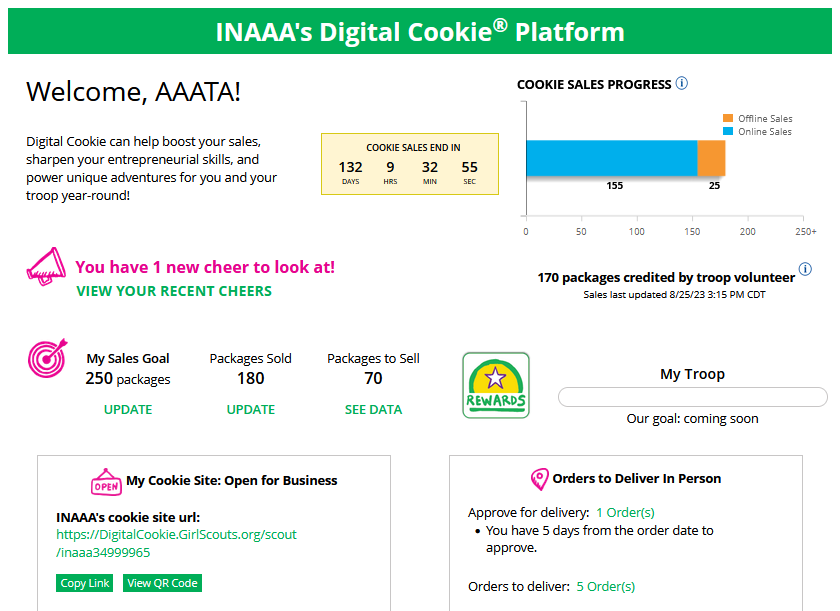 INAAA's Digital Cookie® Platform
Welcome, AAATA!
Digital Cookie can help boost your sales,
sharpen your entrepreneurial skills, and
power unique adventures for you and your
troop year-round!
COOKIE SALES END IN
132 9 32 55
DAYS HRS MIN SEC
COOKIE SALES PROGRESS i
Offline Sales
Online Sales
155 25
0 50 100 150 200 250+
170 packages credited by troop volunteer i
Sales last updated 8/25/23 3:15 PM CDT
You have 1 new cheer to look at!
VIEW YOUR RECENT CHEERS
My Sales Goal
250 packages
UPDATE
Packages Sold
180
UPDATE
Packages to Sell
70
SEE DATA
REWARDS
My Troop
Our goal: coming soon
OPEN My Cookie Site: Open for Business
INAAA's cookie site url:
https://DigitalCookie.GirlScouts.org/scout
/inaaa34999965
Copy Link View QR Code
Orders to Deliver In Person
Approve for delivery: 1 Order(s)
• You have 5 days from the order date to
approve.
Orders to deliver: 5 Order(s)